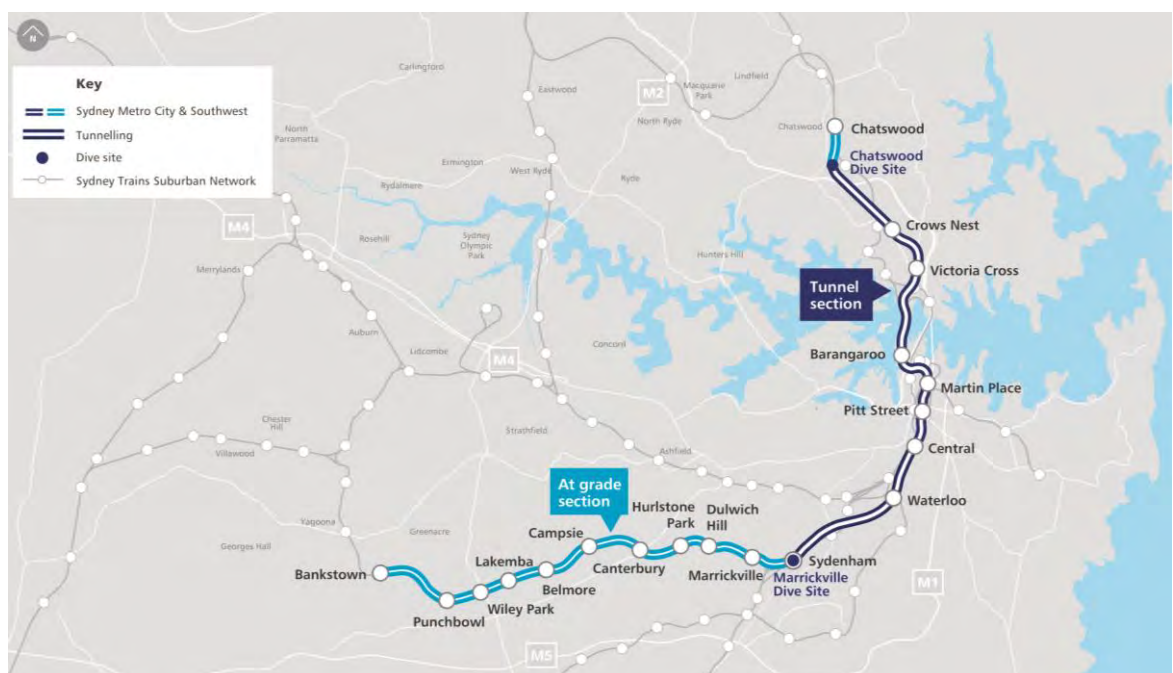 N
Key
Sydney Metro City & Southwest
Tunnelling
Dive site
Sydney Trains Suburban Network
Carlingford
Eastwood
M2
Macquarie
Park
Lindfield
North Ryde
Chatswood
Chatswood
Chatswood
Dive Site
North
Parramatta
Ermington
West Ryde
Ryde
Rydalmere
M4
Rosehill
Sydney
Olympic
Park
Hunters Hill
Crows Nest
Victoria Cross
Tunnel
section
Merrylands
Auburn
Lidcombe
M4
Concord
Barangaroo
Martin Place
Pitt Street
Chester
Hill
Villawood
Strathfield
Ashfield
Central
At grade
section
Waterloo
Yagoona
Greenacre
Georges Hall
Campsie
Hurlstone
Park
Dulwich
Hill
Bankstown
Lakemba
Canterbury
Marrickville
Sydenham
Marrickville
Dive Site
M1
Belmore
Wiley Park
Punchbowl
M5